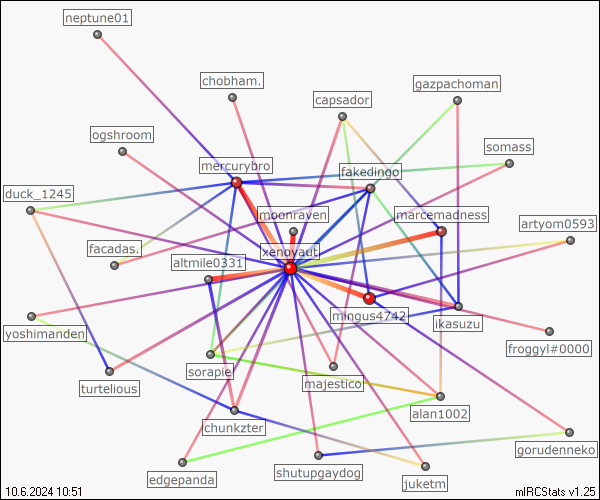 neptune01
chobham.
gazpachoman
capsador
ogshroom
somass
mercurybro
fakedingo
duck_1245
moonraven
marcemadness
artyom0593
facadas.
xenoyaut
altmile0331
mingus4742
ikasuzu
yoshimanden
froggyl#0000
sorapie
majestico
turtelious
alan1002
chunkzter
gorudenneko
edgepanda
shutupgaydog
juketm
10.6.2024 10:51
mIRCStats v1.25